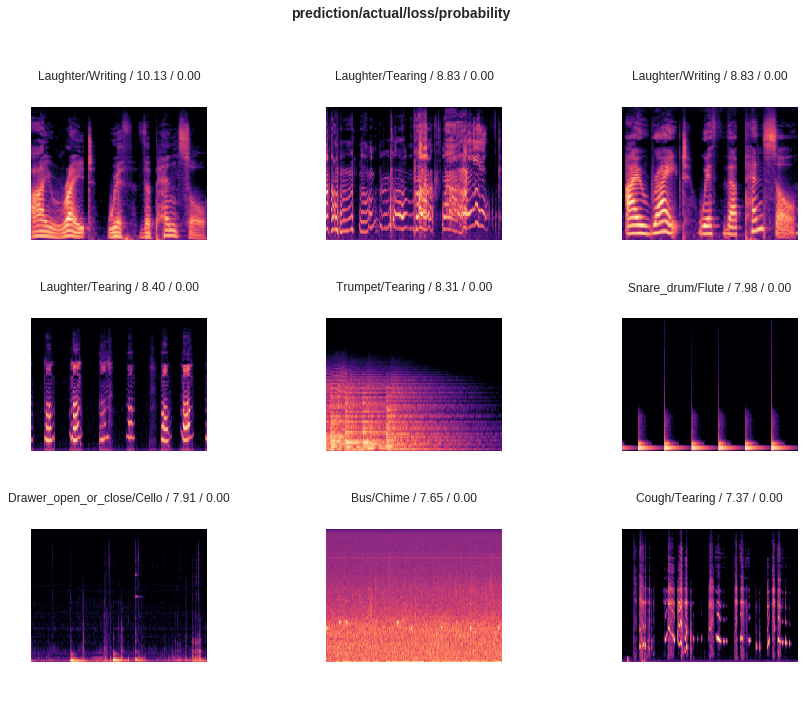 prediction/actual/loss/probability
Laughter/Writing / 10.13 / 0.00
Laughter/Tearing / 8.83 / 0.00
Laughter/Writing / 8.83 / 0.00
WITH THE
WITH
Laughter/Tearing / 8.40 / 0.00
Trumpet/Tearing / 8.31 / 0.00
Snare_drum/Flute / 7.98 / 0.00
Drawer_open_or_close/Cello / 7.91 / 0.00
Bus/Chime / 7.65 / 0.00
Cough/Tearing / 7.37 / 0.00